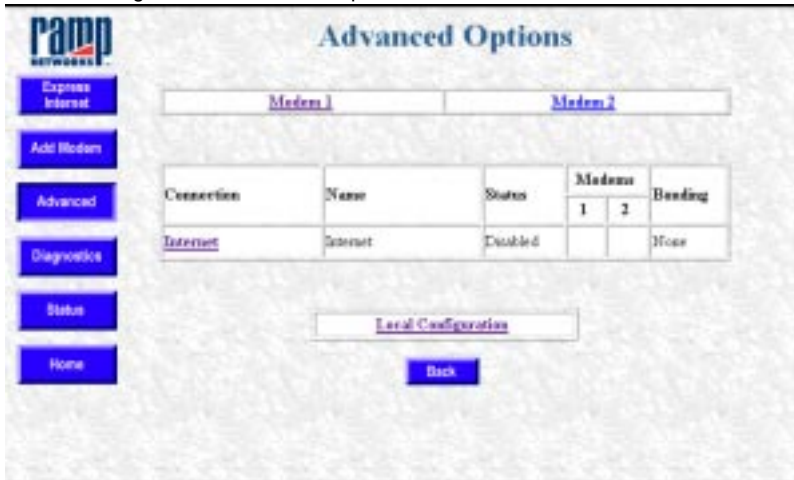 ramp
NETWORKS
Advanced Options
Express
Internet
Add Modem
Advanced
Diagnostics
Status
Home
Modem 1
Modem 2
Connection
Name
Status
Modems
1
2
Bonding
Internet
Internet
Disabled
None
Local Configuration
Back